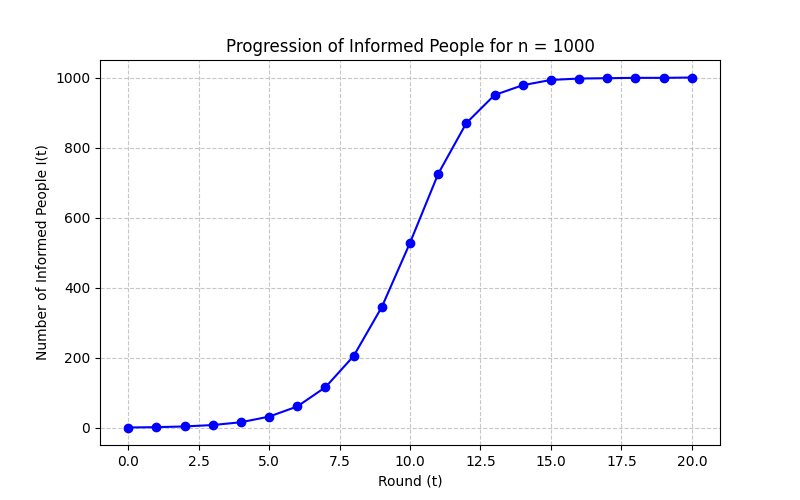 Progression of Informed People for n = 1000
Number of Informed People I(t)
1000
800
600
400
200
0
0.0 2.5 5.0 7.5 10.0 12.5 15.0 17.5 20.0
Round (t)